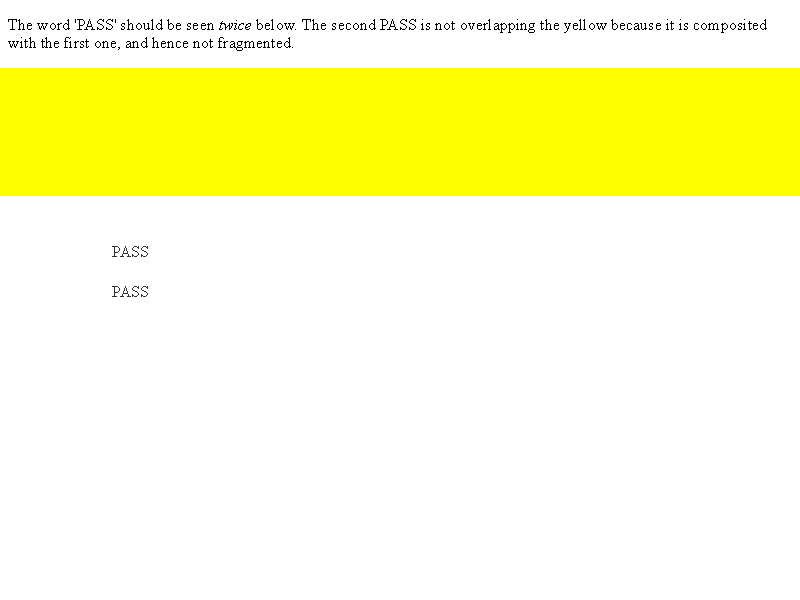 The word 'PASS' should be seen twice below. The second PASS is not overlapping the yellow because it is composited
with the first one, and hence not fragmented.
PASS
PASS